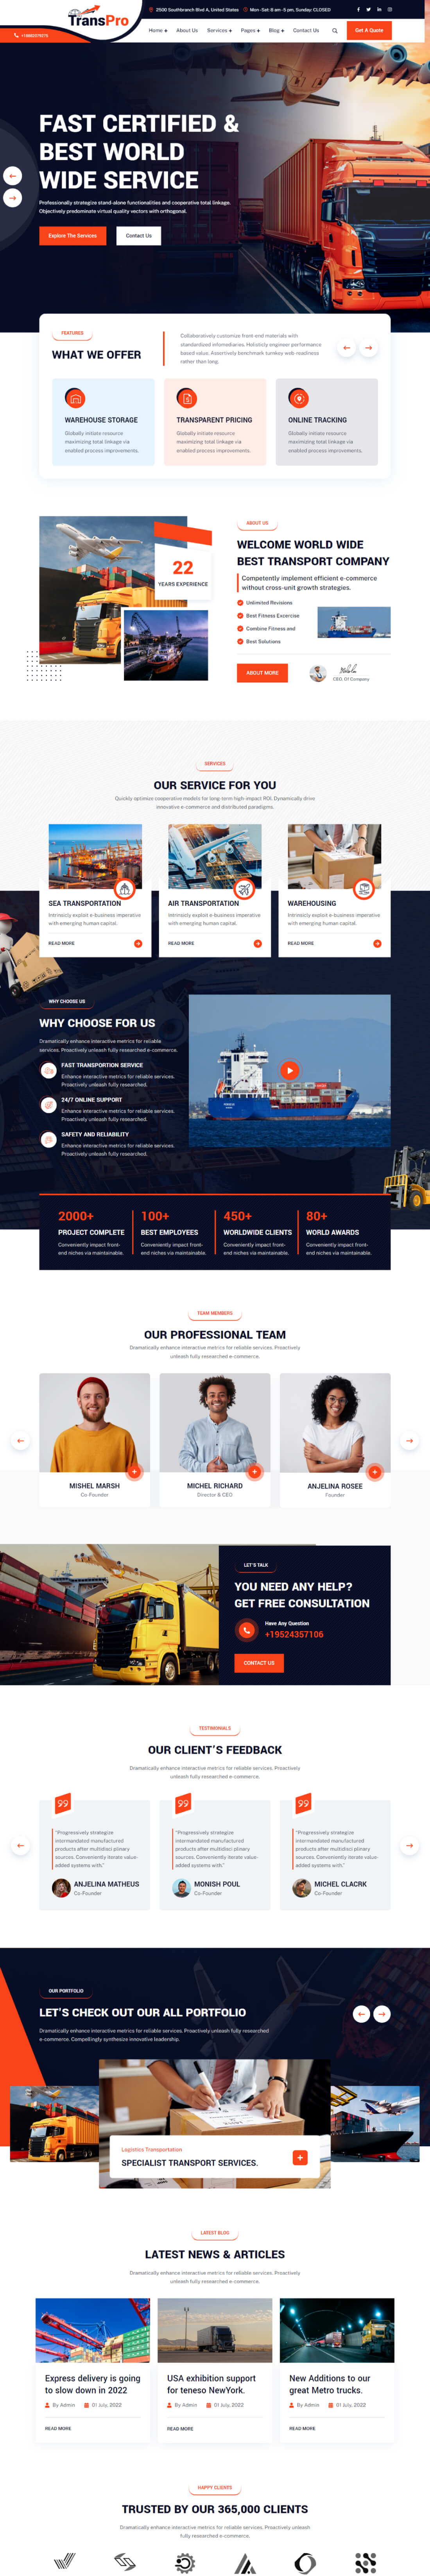 TransPro
2500 Southbranch Blvd A, United States
Mon -Sat: 8 am -5 pm, Sunday: CLOSED
Home +
About Us
Services +
Pages +
Blog +
Contact Us
Get A Quote
FAST CERTIFIED &
BEST WORLD
WIDE SERVICE
Professionally strategize stand-alone functionalities and cooperative total linkage.
Objectively predominate virtual quality vectors with orthogonal.
Explore The Services
Contact Us
FEATURES
WHAT WE OFFER
Collaboratively customize front-end materials with
standardized infomediaries. Holisticly engineer performance
based value. Assertively benchmark turnkey web-readiness
rather than long.
WAREHOUSE STORAGE
Globally initiate resource
maximizing total linkage via
enabled process improvements.
TRANSPARENT PRICING
Globally initiate resource
maximizing total linkage via
enabled process improvements.
ONLINE TRACKING
Globally initiate resource
maximizing total linkage via
enabled process improvements.
22
YEARS EXPERIENCE
ABOUT US
WELCOME WORLD WIDE
BEST TRANSPORT COMPANY
Competently implement efficient e-commerce
without cross-unit growth strategies.
Unlimited Revisions
Best Fitness Excercise
Combine Fitness and
Best Solutions
ABOUT MORE
CEO, D1 Company
SERVICES
OUR SERVICE FOR YOU
Quickly optimize cooperative models for long-term high-impact ROI. Dynamically drive
innovative e-commerce and distributed paradigms.
SEA TRANSPORTATION
Intrinsicly exploit e-business imperative
with emerging human capital.
READ MORE
AIR TRANSPORTATION
Intrinsicly exploit e-business imperative
with emerging human capital.
READ MORE
WAREHOUSING
Intrinsicly exploit e-business imperative
with emerging human capital.
READ MORE
WHY CHOOSE US
WHY CHOOSE FOR US
Dramatically enhance interactive metrics for reliable
services. Proactively unleash fully researched e-commerce.
FAST TRANSPORTION SERVICE
Enhance interactive metrics for reliable services.
Proactively unleash fully researched.
24/7 ONLINE SUPPORT
Enhance interactive metrics for reliable services.
Proactively unleash fully researched.
SAFETY AND RELIABILITY
Enhance interactive metrics for reliable services.
Proactively unleash fully researched.
2000+
PROJECT COMPLETE
Conveniently impact front-
end niches via maintainable.
100+
BEST EMPLOYEES
Conveniently impact front-
end niches via maintainable.
450+
WORLDWIDE CLIENTS
Conveniently impact front-
end niches via maintainable.
80+
WORLD AWARDS
Conveniently impact front-
end niches via maintainable.
TEAM MEMBERS
OUR PROFESSIONAL TEAM
Dramatically enhance interactive metrics for reliable services. Proactively
unleash fully researched e-commerce.
MISHEL MARSH
Co-Founder
MICHEL RICHARD
Director & CEO
ANJELINA ROSEE
Founder
LET'S TALK
YOU NEED ANY HELP?
GET FREE CONSULTATION
Have Any Question
+19524357106
CONTACT US
TESTIMONIALS
OUR CLIENT'S FEEDBACK
Dramatically enhance interactive metrics for reliable services. Proactively
unleash fully researched e-commerce.
"Progressively strategize
intermandated manufactured
products after multidisci plinary
sources. Conveniently iterate value-
added systems with."
ANJELINA MATHEUS
Co-Founder
"Progressively strategize
intermandated manufactured
products after multidisci plinary
sources. Conveniently iterate value-
added systems with."
MONISH POUL
Co-Founder
"Progressively strategize
intermandated manufactured
products after multidisci plinary
sources. Conveniently iterate value-
added systems with."
MICHEL CLACRK
Co-Founder
OUR PORTFOLIO
LET'S CHECK OUT OUR ALL PORTFOLIO
Dramatically enhance interactive metrics for reliable services. Proactively unleash fully researched
e-commerce. Compellingly synthesize innovative leadership.
Logistics Transportation
SPECIALIST TRANSPORT SERVICES.
LATEST BLOG
LATEST NEWS & ARTICLES
Dramatically enhance interactive metrics for reliable services. Proactively
unleash fully researched e-commerce.
Express delivery is going
to slow down in 2022
By Admin
01 July, 2022
READ MORE
USA exhibition support
for teneso NewYork.
By Admin
01 July, 2022
READ MORE
New Additions to our
great Metro trucks.
By Admin
01 July, 2022
READ MORE
HAPPY CLIENTS
TRUSTED BY OUR 365,000 CLIENTS
Dramatically enhance interactive metrics for reliable services. Proactively unleash
fully researched e-commerce.